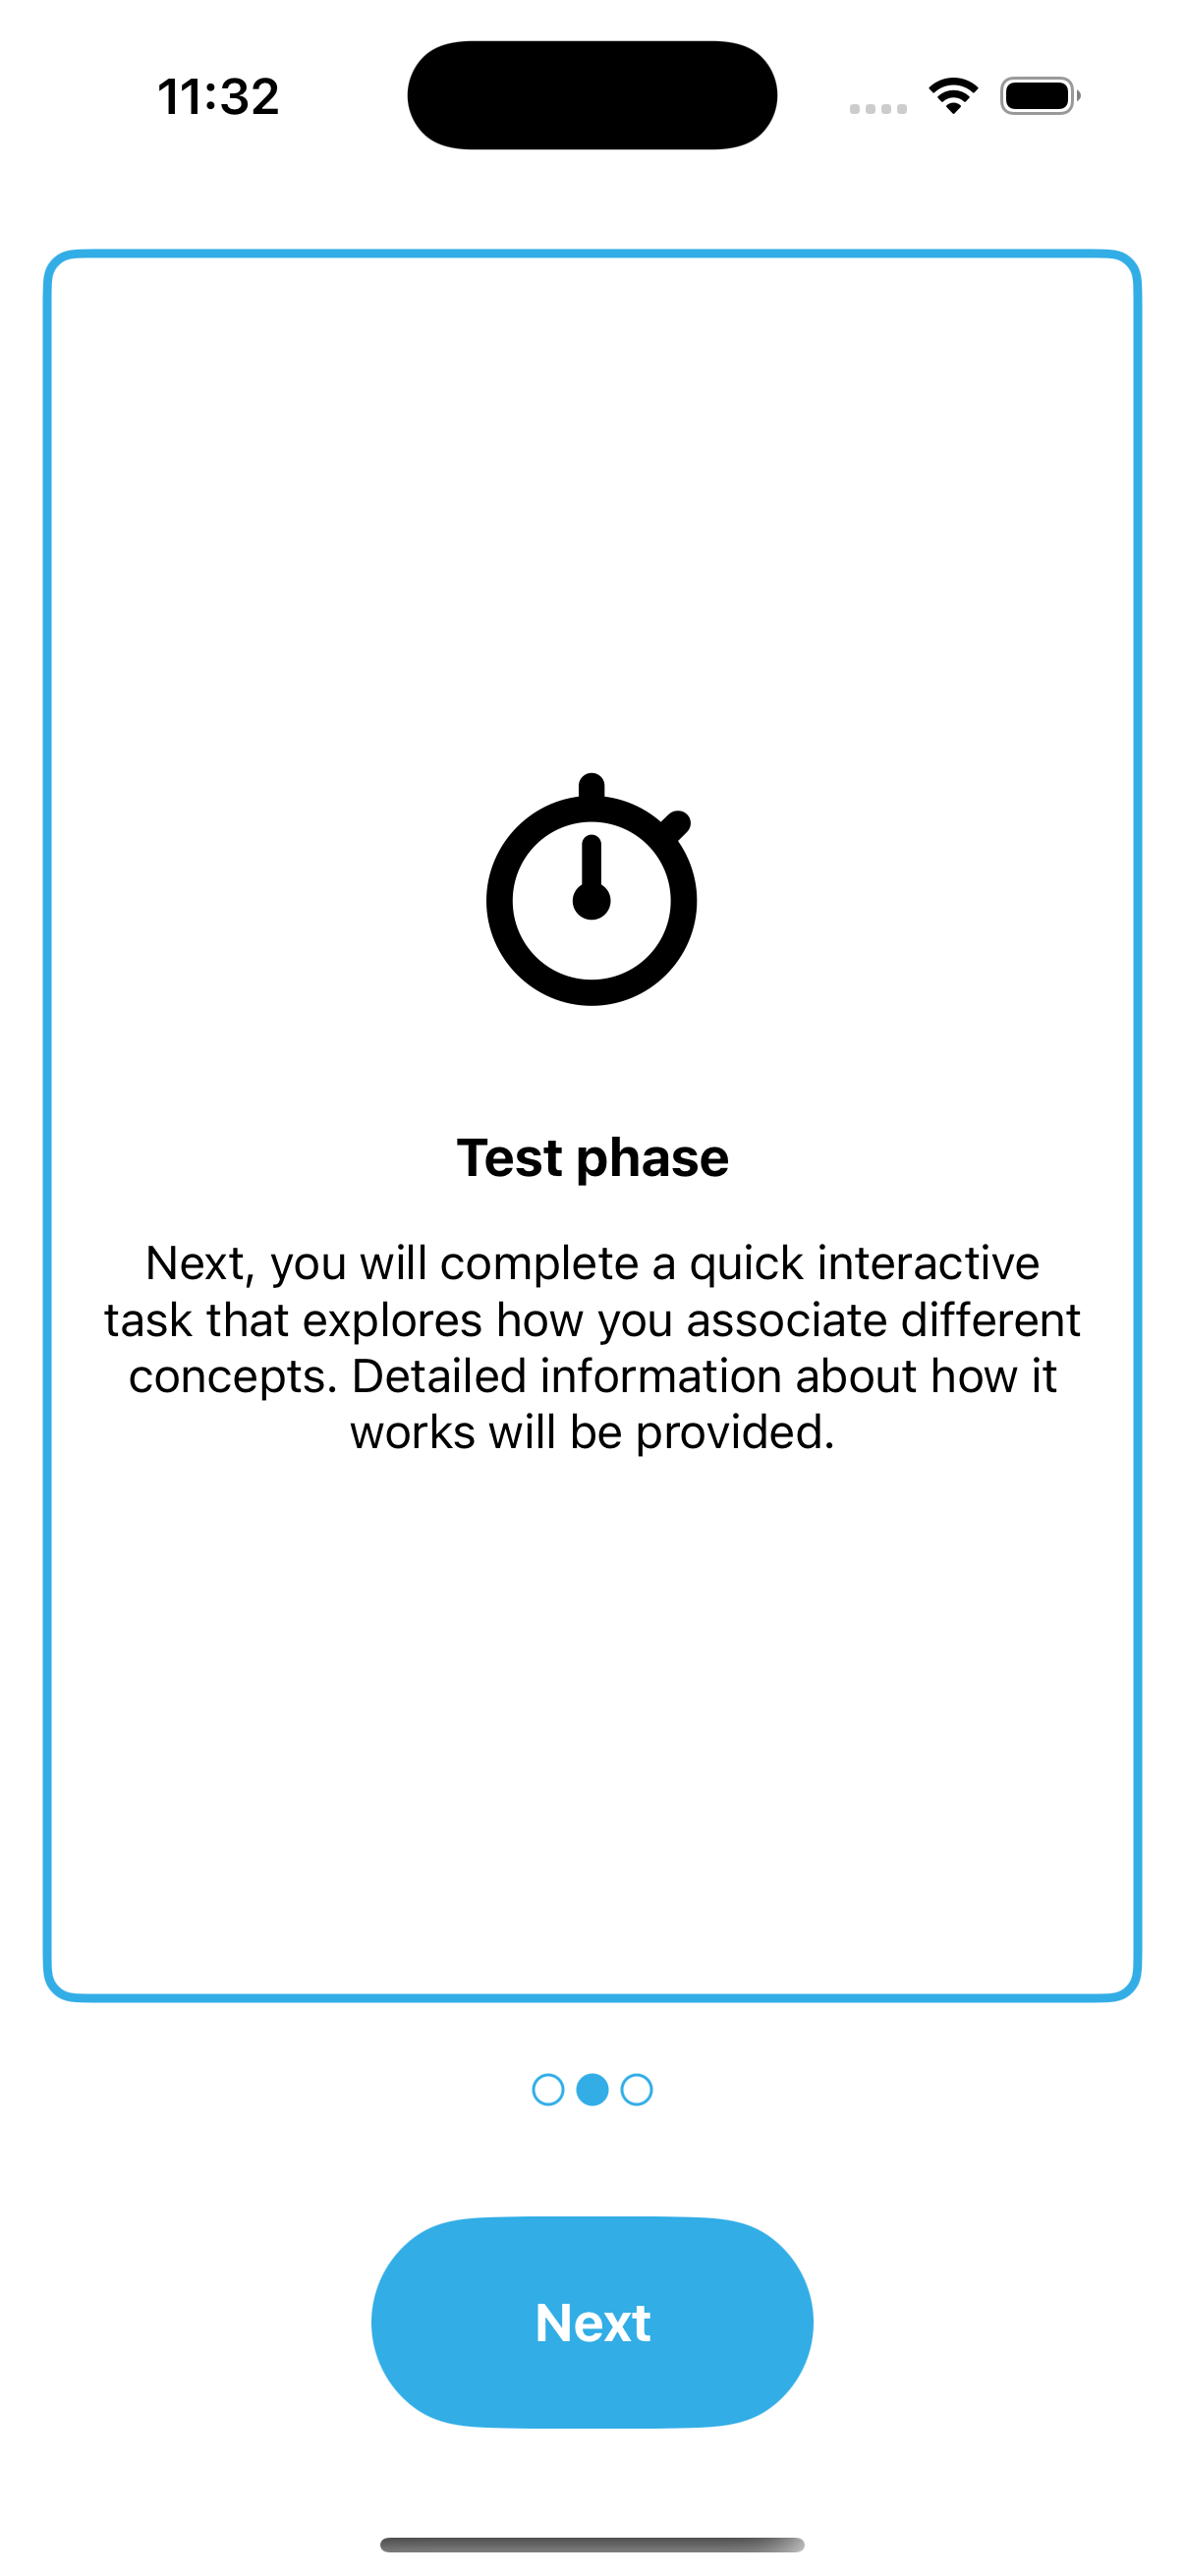 11:32
Test phase
Next, you will complete a quick interactive
task that explores how you associate different
concepts. Detailed information about how it
works will be provided.
Next